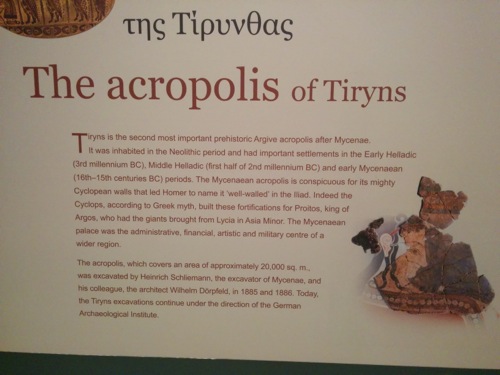 της Τίρυνθας
The acropolis of Tiryns
Tiryns is the second most important prehistoric Argive acropolis after Mycenae.
It was inhabited in the Neolithic period and had important settlements in the Early Helladic
(3rd millennium BC), Middle Helladic (first half of 2nd millennium BC) and early Mycenaean
(16th–15th centuries BC) periods. The Mycenaean acropolis is conspicuous for its mighty
Cyclopean walls that led Homer to name it 'well-walled' in the Iliad. Indeed the
Cyclops, according to Greek myth, built these fortifications for Proitos, king of
Argos, who had the giants brought from Lycia in Asia Minor. The Mycenaean
palace was the administrative, financial, artistic and military centre of a
wider region.
The acropolis, which covers an area of approximately 20,000 sq. m.,
was excavated by Heinrich Schliemann, the excavator of Mycenae, and
his colleague, the architect Wilhelm Dörpfeld, in 1885 and 1886. Today,
the Tiryns excavations continue under the direction of the German
Archaeological Institute.